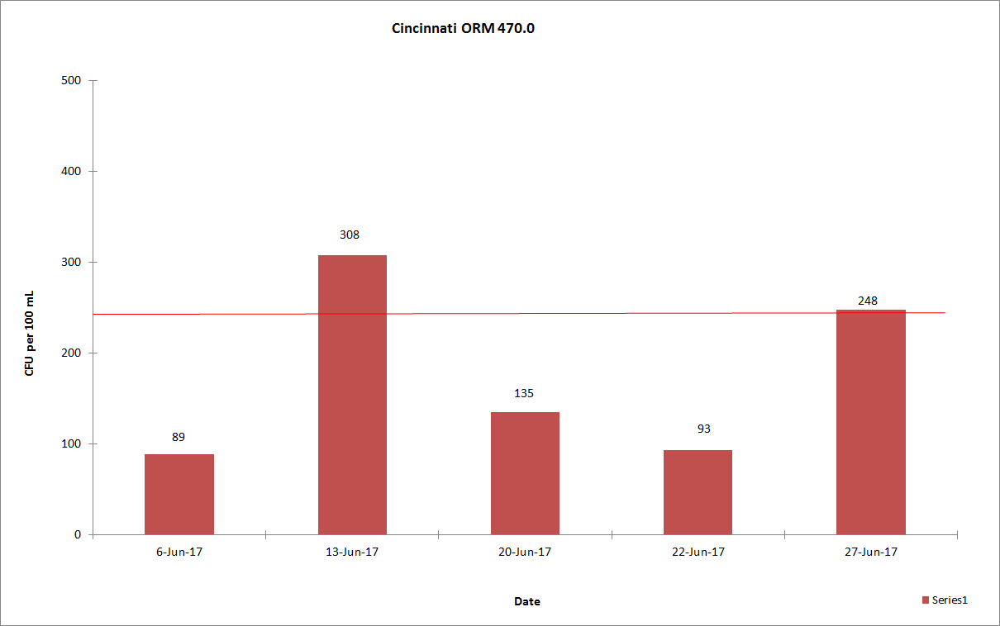 Cincinnati ORM 470.0
500
400
300
200
100
0
CFU per 100 mL
89
308
135
93
248
6-Jun-17
13-Jun-17
20-Jun-17
22-Jun-17
27-Jun-17
Date
Series1